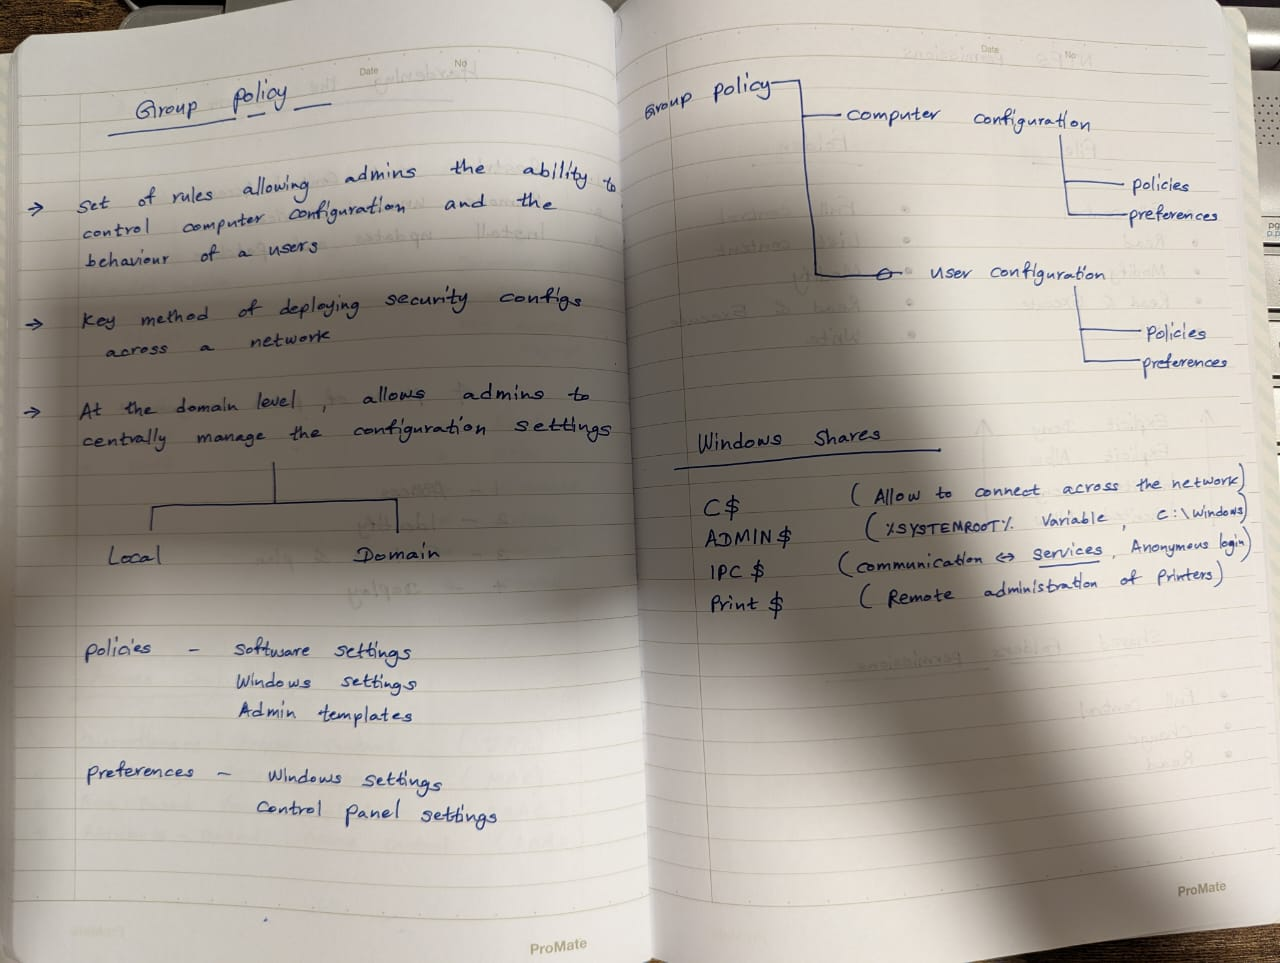 Date No
Group Policy
→ Set of rules allowing admins the ability to
control computer configuration and the
behaviour of a users
→ Key method of deploying security configs
across a network
→ At the domain level, allows admins to
centrally manage the configuration settings
Local Domain
Policies - Software settings
Windows settings
Admin templates
Preferences - Windows settings
Control Panel settings
ProMate
Date No
Group policy
computer configuration
policies
preferences
user configuration
policies
preferences
Windows Shares
C$ (Allow to connect across the network)
ADMIN$ (%SYSTEMROOT% Variable, C:\Windows)
IPC$ (communication ↔ services, Anonymous login)
Print$ (Remote administration of Printers)
ProMate